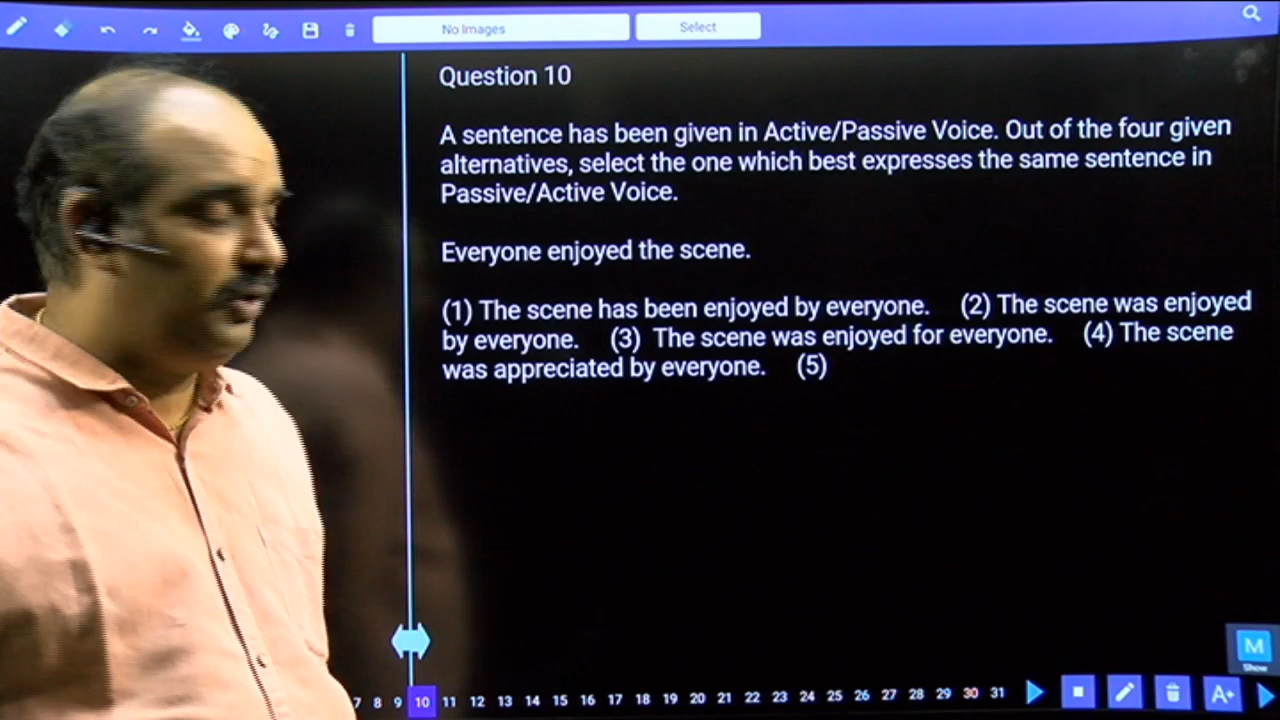 No Images
Select
Question 10
A sentence has been given in Active/Passive Voice. Out of the four given
alternatives, select the one which best expresses the same sentence in
Passive/Active Voice.
Everyone enjoyed the scene.
(1) The scene has been enjoyed by everyone. (2) The scene was enjoyed
by everyone. (3) The scene was enjoyed for everyone. (4) The scene
was appreciated by everyone. (5)
M
Show
7 8 9 10 11 12 13 14 15 16 17 18 19 20 21 22 23 24 25 26 27 28 29 30 31
A+